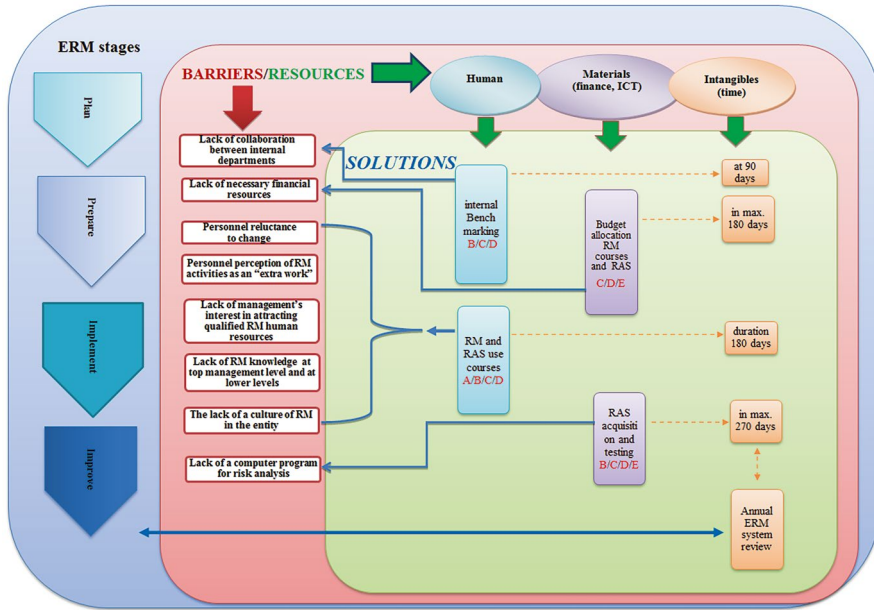 ERM stages
Plan
Prepare
Implement
Improve
BARRIERS/RESOURCES
Human
Materials
(finance, ICT)
Intangibles
(time)
Lack of collaboration
between internal
departments
Lack of necessary financial
resources
Personnel reluctance
to change
Personnel perception of RM
activities as an “extra work”
Lack of management's
interest in attracting
qualified RM human
resources
Lack of RM knowledge at
top management level and at
lower levels
The lack of a culture of RM
in the entity
Lack of a computer program
for risk analysis
SOLUTIONS
internal
Bench
marking
B/C/D
RM and
RAS use
courses
A/B/C/D
Budget
allocation
RM
courses
and RAS
C/D/E
RAS
acquisiti
on and
testing
B/C/D/E
at 90
days
in max.
180 days
duration
180 days
in max.
270 days
Annual
ERM
system
review